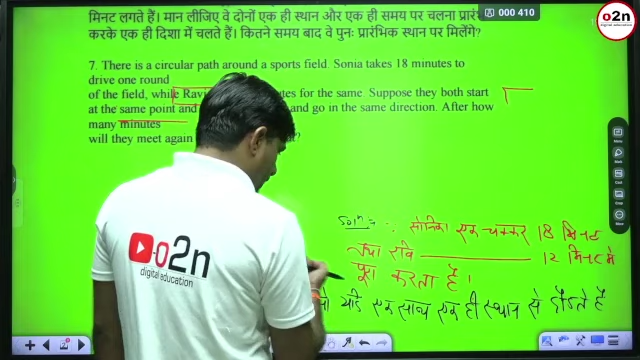 000 410
o2n
digital education
मिनट लगते हैं। मान लीजिए वे दोनों एक ही स्थान और एक ही समय पर चलना प्रारंभ
करके एक ही दिशा में चलते हैं। कितने समय बाद वे पुनः प्रारंभिक स्थान पर मिलेंगे?
7. There is a circular path around a sports field. Sonia takes 18 minutes to
drive one round
of the field, while Ravi for the same. Suppose they both start
at the same point and and go in the same direction. After how
many minutes
will they meet again
Solⁿ :
एक चक्कर 18 मिनट
तथा रवि 12 मिनट में
पूरा करता है।
यदि एक साथ एक ही स्थान से दौड़ते हैं
o2n
digital education